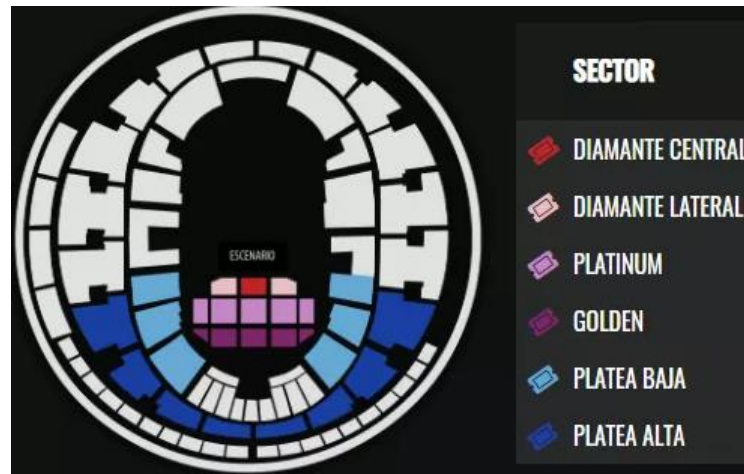 ESCENARIO
SECTOR
DIAMANTE CENTRAL
DIAMANTE LATERAL
PLATINUM
GOLDEN
PLATEA BAJA
PLATEA ALTA